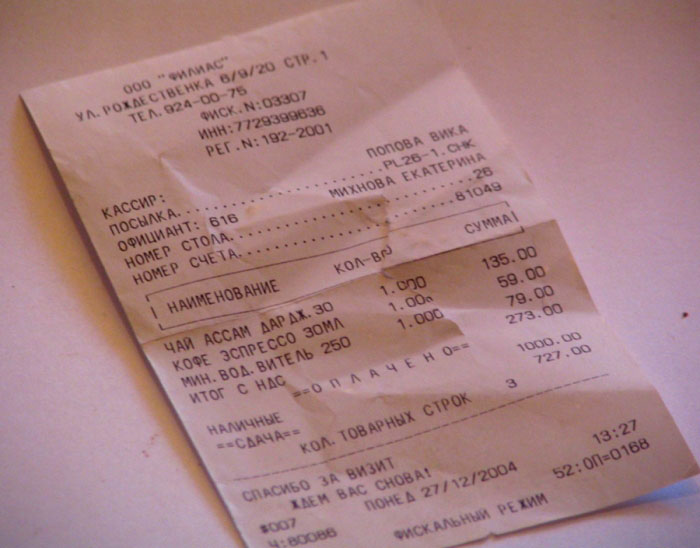 ООО "ФИЛИАС"
УЛ.РОЖДЕСТВЕНКА 6/9/20 СТР.1
ТЕЛ.924-00-75
ФИСК.N:03307
ИНН:7729399636
РЕГ.N:192-2001
КАССИР: ПОПОВА ВИКА
ПОСЫЛКА....................PL26-1.CHK
ОФИЦИАНТ: 616 МИХНОВА ЕКАТЕРИНА
НОМЕР СТОЛА.........................26
НОМЕР СЧЕТА......................81049
НАИМЕНОВАНИЕ КОЛ-ВО СУММА
ЧАЙ АССАМ ДАРДЖ.30 1.000 135.00
КОФЕ ЭСПРЕССО 30МЛ 1.000 59.00
МИН.ВОД.ВИТЕЛЬ 250 1.000 79.00
ИТОГ С НДС 273.00
==О П Л А Ч Е Н О==
НАЛИЧНЫЕ 1000.00
==СДАЧА== 727.00
КОЛ.ТОВАРНЫХ СТРОК 3
СПАСИБО ЗА ВИЗИТ
ЖДЕМ ВАС СНОВА! 13:27
*007 ПОНЕД 27/12/2004 52:ОП=0168
Ч:80086 ФИСКАЛЬНЫЙ РЕЖИМ